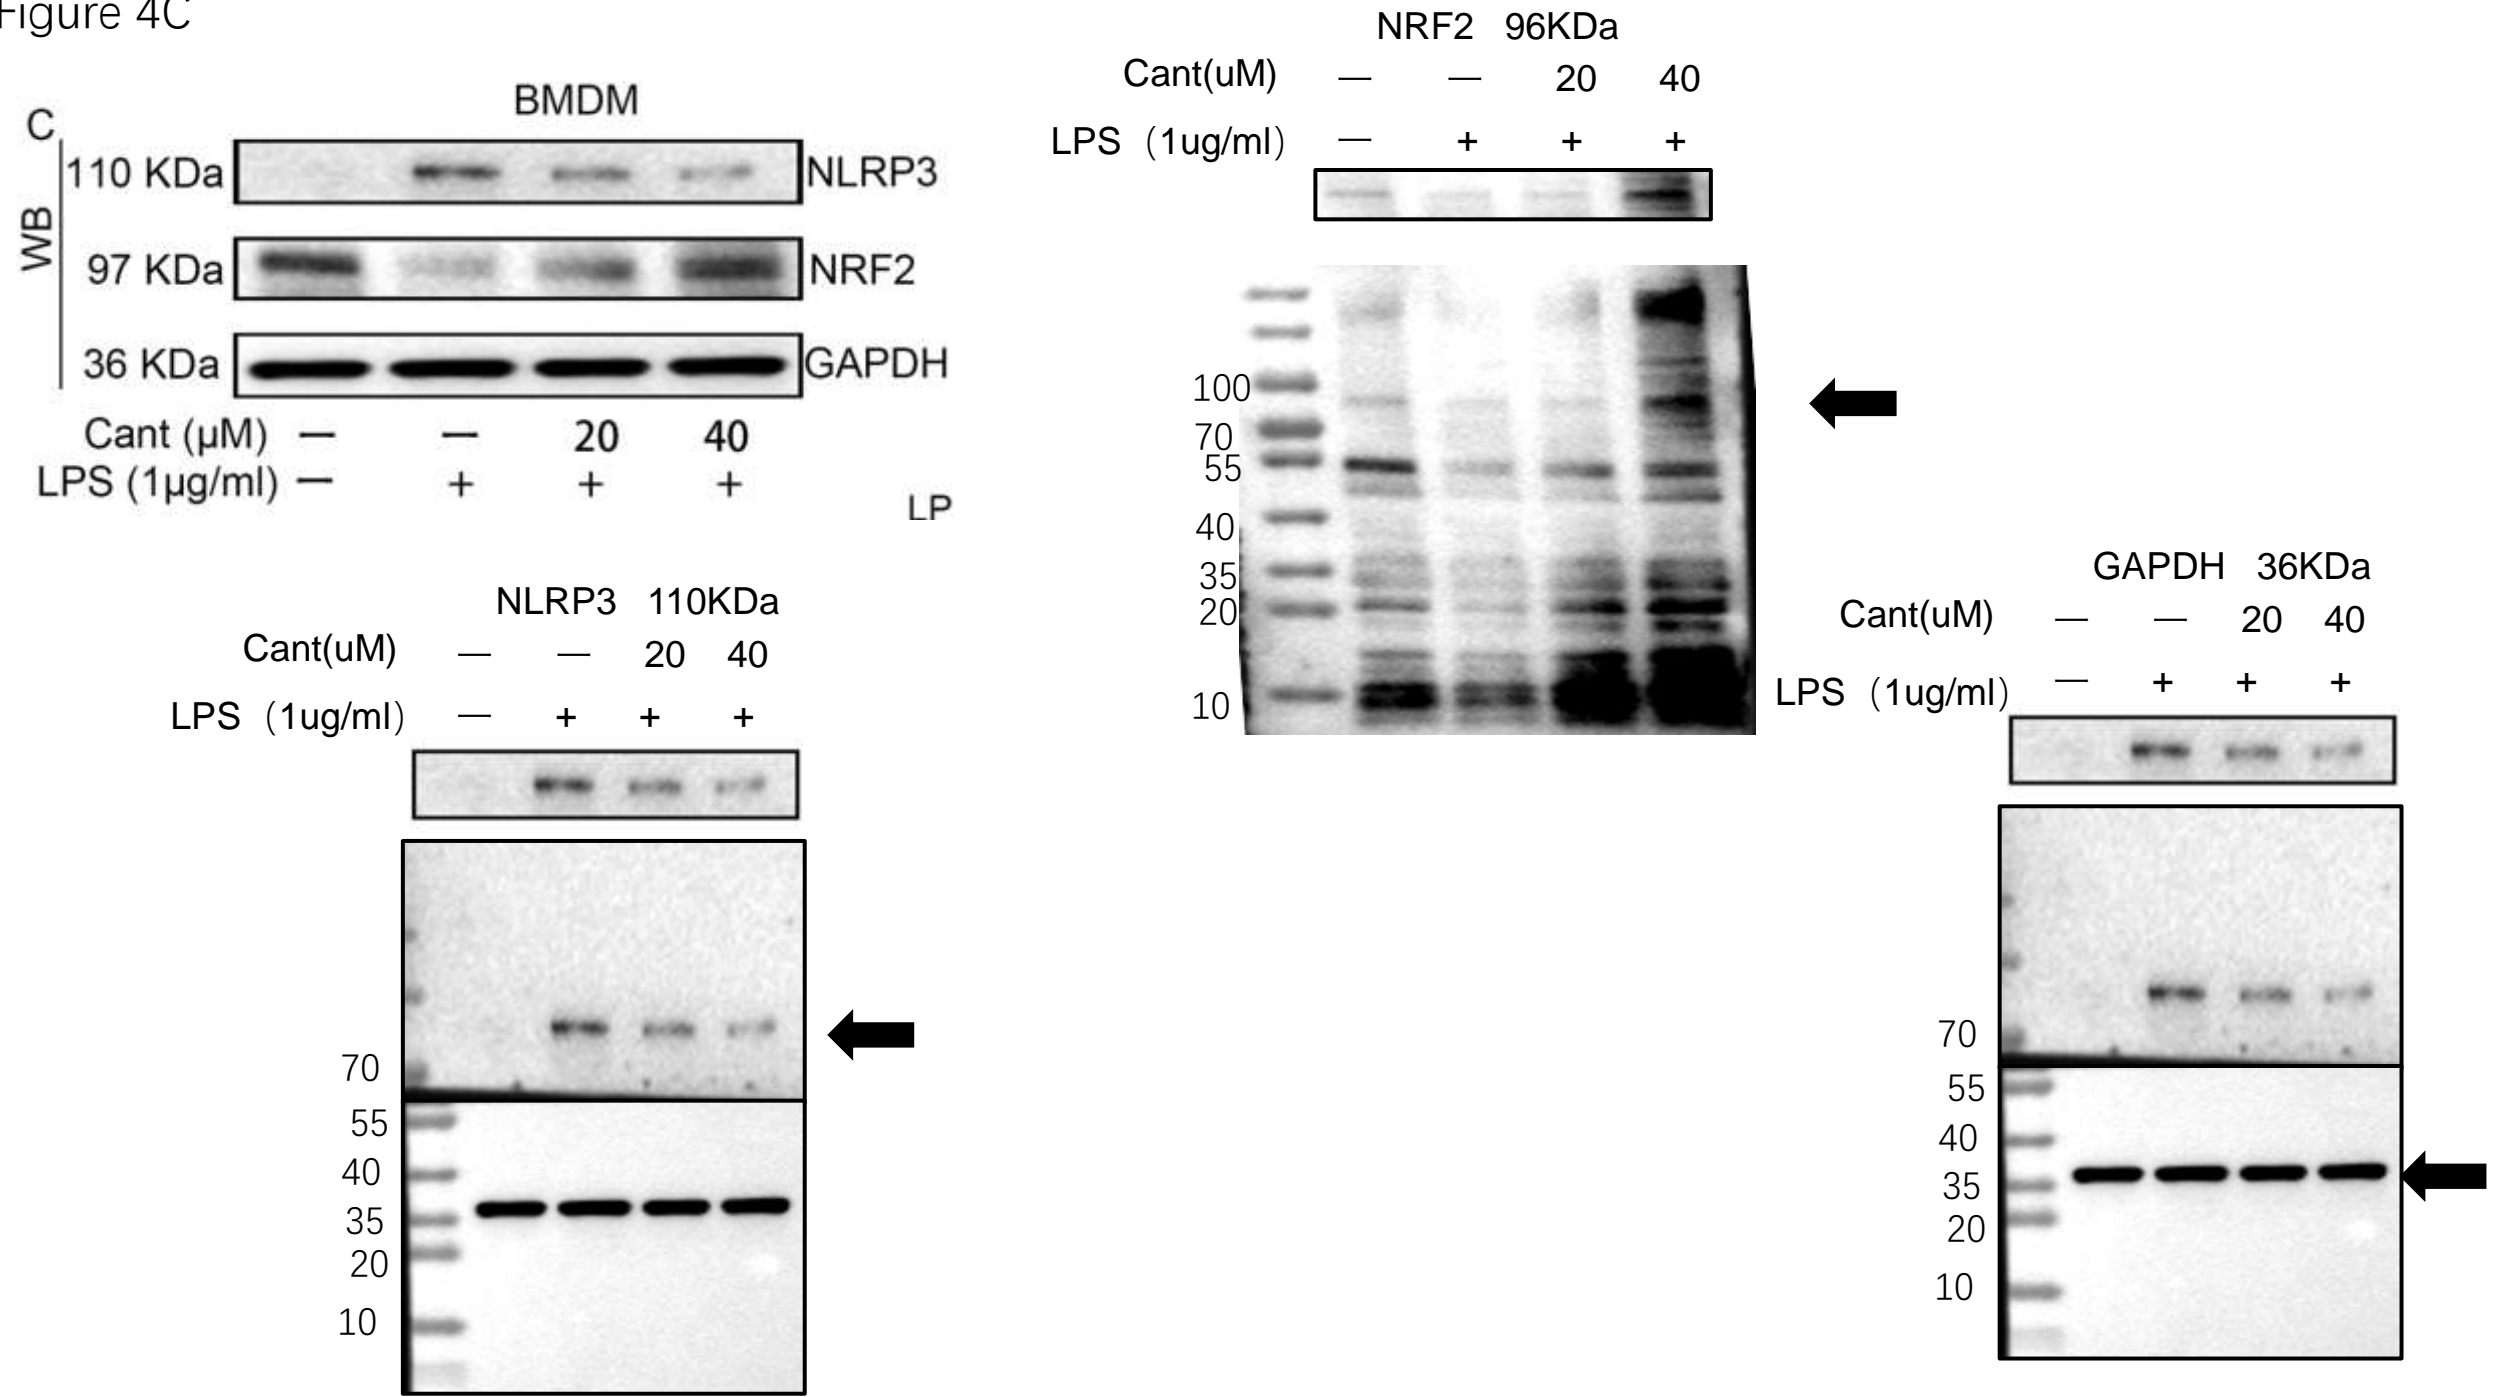 Figure 4C
C
BMDM
WB
110 KDa NLRP3
97 KDa NRF2
36 KDa GAPDH
Cant (μM) — — 20 40
LPS (1μg/ml) — + + +
LP
NRF2 96KDa
Cant(uM) — — 20 40
LPS（1ug/ml） — + + +
100
70
55
40
35
20
10
NLRP3 110KDa
Cant(uM) — — 20 40
LPS（1ug/ml） — + + +
70
55
40
35
20
10
GAPDH 36KDa
Cant(uM) — — 20 40
LPS（1ug/ml） — + + +
70
55
40
35
20
10